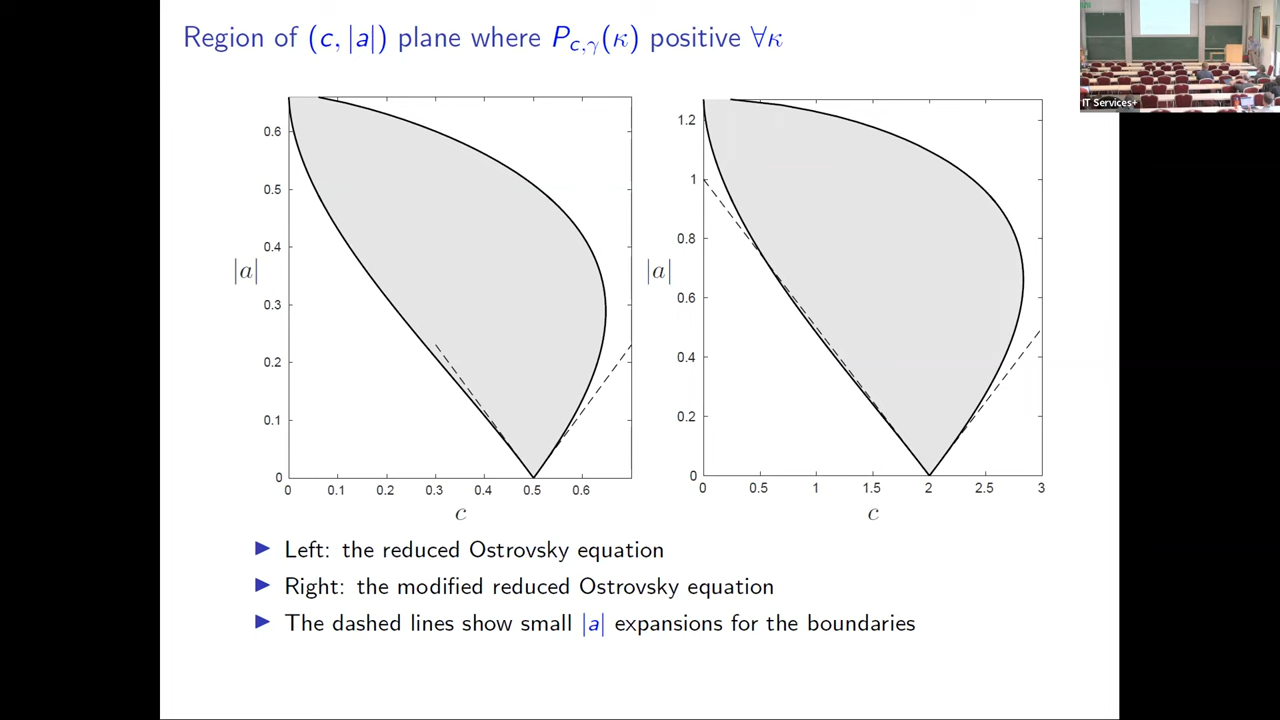 Region of (c, |a|) plane where P_{c,γ}(κ) positive ∀κ
IT Services+
0.6
0.5
0.4
0.3
0.2
0.1
0
|a|
0 0.1 0.2 0.3 0.4 0.5 0.6
c
1.2
1
0.8
0.6
0.4
0.2
0
|a|
0 0.5 1 1.5 2 2.5 3
c
▶ Left: the reduced Ostrovsky equation
▶ Right: the modified reduced Ostrovsky equation
▶ The dashed lines show small |a| expansions for the boundaries